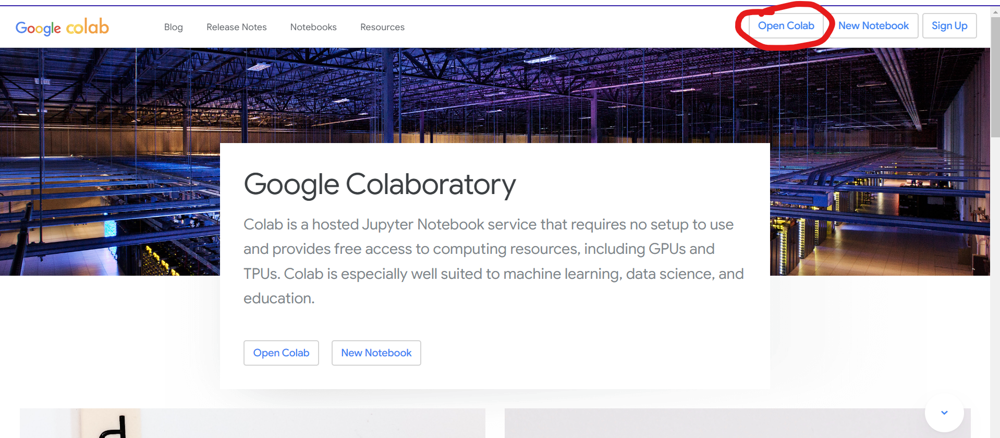 Google colab
Blog
Release Notes
Notebooks
Resources
Open Colab
New Notebook
Sign Up
Google Colaboratory
Colab is a hosted Jupyter Notebook service that requires no setup to use
and provides free access to computing resources, including GPUs and
TPUs. Colab is especially well suited to machine learning, data science, and
education.
Open Colab
New Notebook